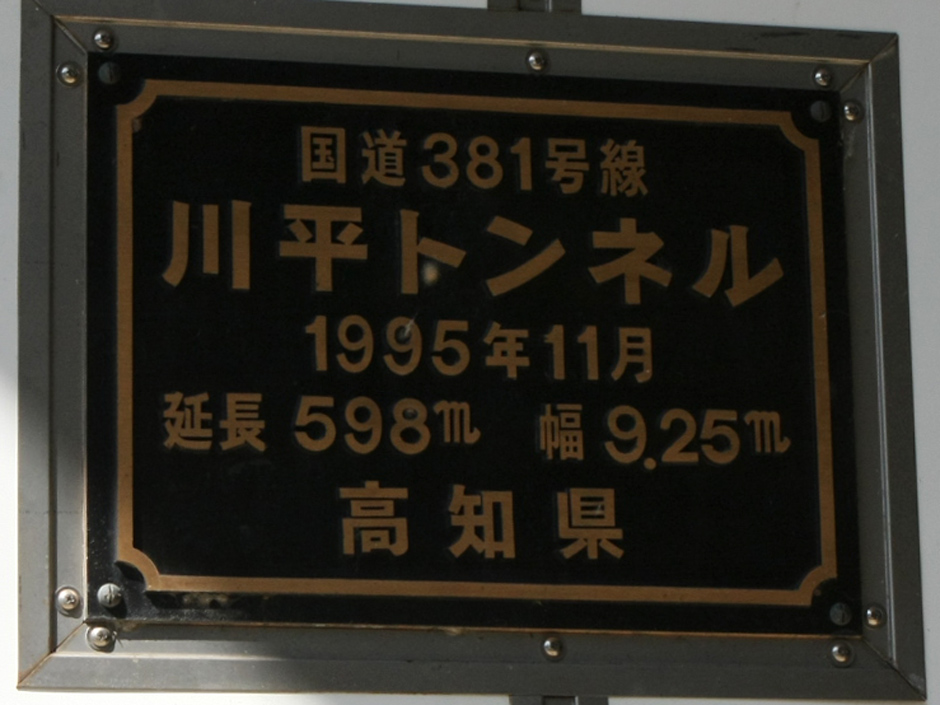 国道381号線
川平トンネル
1995年11月
延長 598m 幅 9.25m
高知県